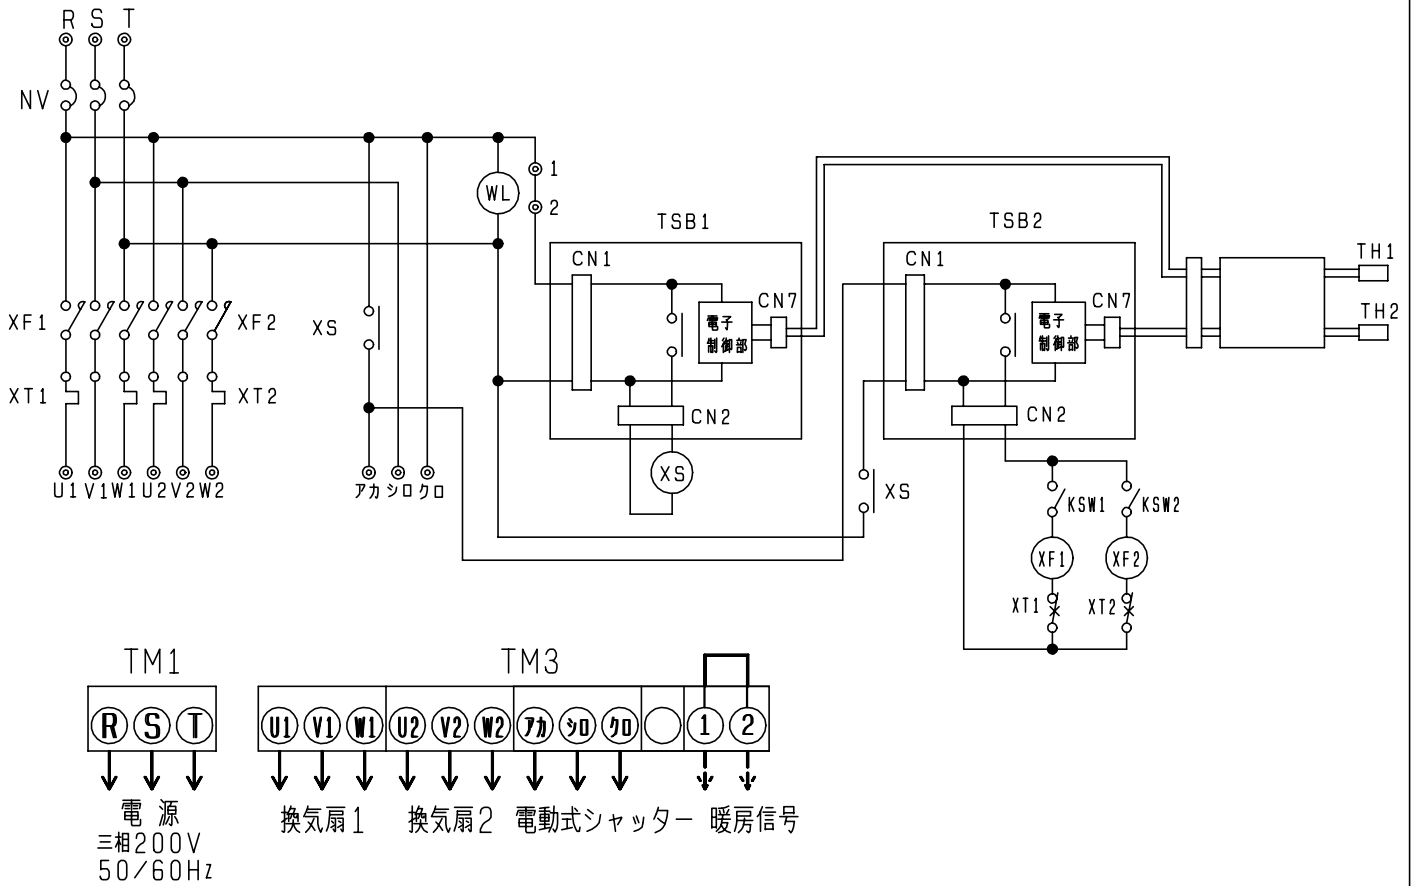 R S T
NV
1
WL
2
TSB1
TSB2
CN1
CN1
TH1
CN7
CN7
TH2
XF1
XF2
XS
電子
制御部
電子
制御部
XT1
XT2
CN2
CN2
XS
XS
U1 V1 W1 U2 V2 W2
アカ シロ クロ
KSW1
KSW2
XF1
XF2
XT1
XT2
TM1
TM3
R S T
U1 V1 W1 U2 V2 W2 アカ シロ クロ 1 2
電源
換気扇1
換気扇2
電動式シャッター
暖房信号
三相200V
50/60Hz